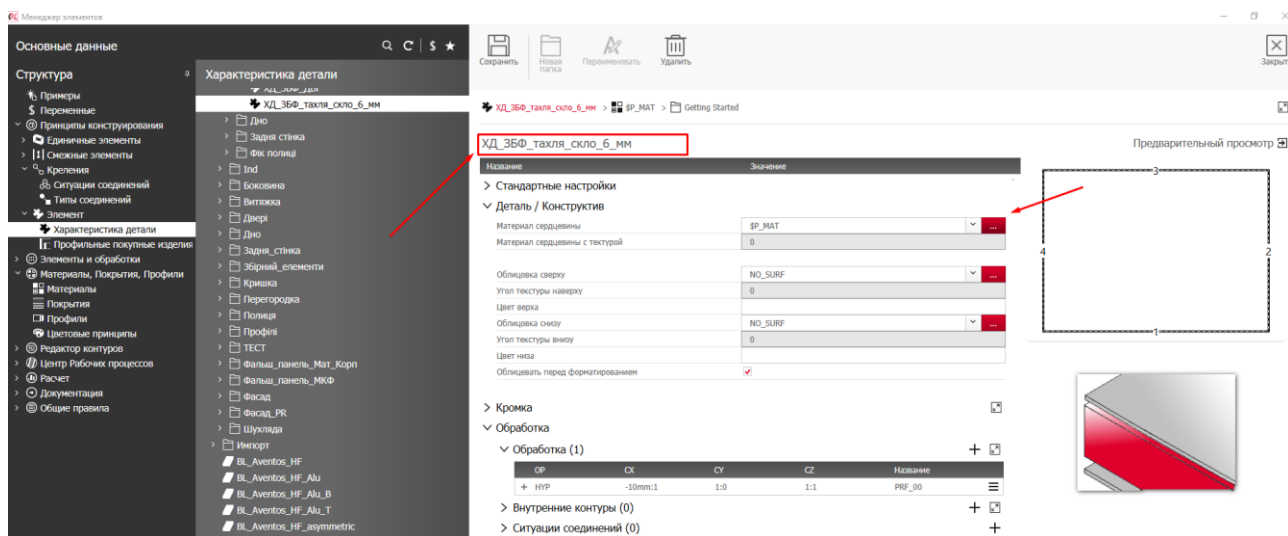 Менеджер элементов
Основные данные
Структура
Примеры
$ Переменные
Принципы конструирования
Единичные элементы
Смежные элементы
Крепления
Ситуации соединений
Типы соединений
Элемент
Характеристика детали
Профильные покупные изделия
Элементы и обработки
Материалы, Покрытия, Профили
Материалы
Покрытия
Профили
Цветовые принципы
Редактор контуров
Центр Рабочих процессов
Расчет
Документация
Общие правила
Характеристика детали
ХД_ЗБФ_тахля_скло_6_мм
Дно
Задня стінка
Фік полиці
Ind
Боковина
Витяжка
Двері
Дно
Задня_стінка
Збірний_елементи
Кришка
Перегородка
Полиця
Профілі
ТЕСТ
Фальш_панель_Мат_Корп
Фальш_панель_МКФ
Фасад
Фасад_PR
Шухляда
Импорт
BL_Aventos_HF
BL_Aventos_HF_Alu
BL_Aventos_HF_Alu_B
BL_Aventos_HF_Alu_T
BL_Aventos_HF_asymmetric
Сохранить
Новая папка
Переименовать
Удалить
Закрыт
ХД_ЗБФ_тахля_скло_6_мм > $P_MAT > Getting Started
ХД_ЗБФ_тахля_скло_6_мм
Предварительный просмотр
Название Значение
Стандартные настройки
Деталь / Конструктив
Материал сердцевины $P_MAT ...
Материал сердцевины с тектурой 0
Облицовка сверху NO_SURF ...
Угол текстуры наверху 0
Цвет верха
Облицовка снизу NO_SURF ...
Угол текстуры внизу 0
Цвет низа
Облицевать перед форматированием
Кромка
Обработка
Обработка (1)
OP CX CY CZ Название
+ HYP -10mm:1 1:0 1:1 PRF_00
Внутренние контуры (0)
Ситуации соединений (0)
3
4
2
1